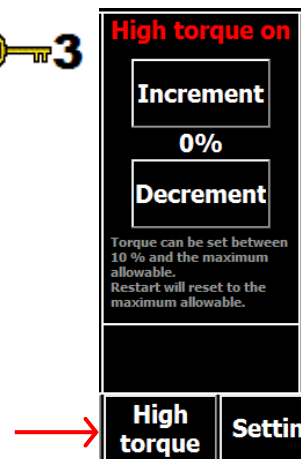 3
High torque on
Increment
0%
Decrement
Torque can be set between
10 % and the maximum
allowable.
Restart will reset to the
maximum allowable.
High
torque
Settin